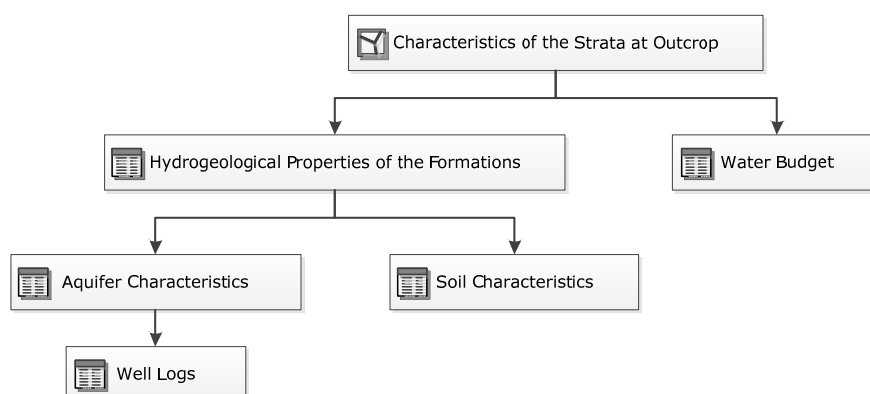 Characteristics of the Strata at Outcrop
Hydrogeological Properties of the Formations
Water Budget
Aquifer Characteristics
Soil Characteristics
Well Logs